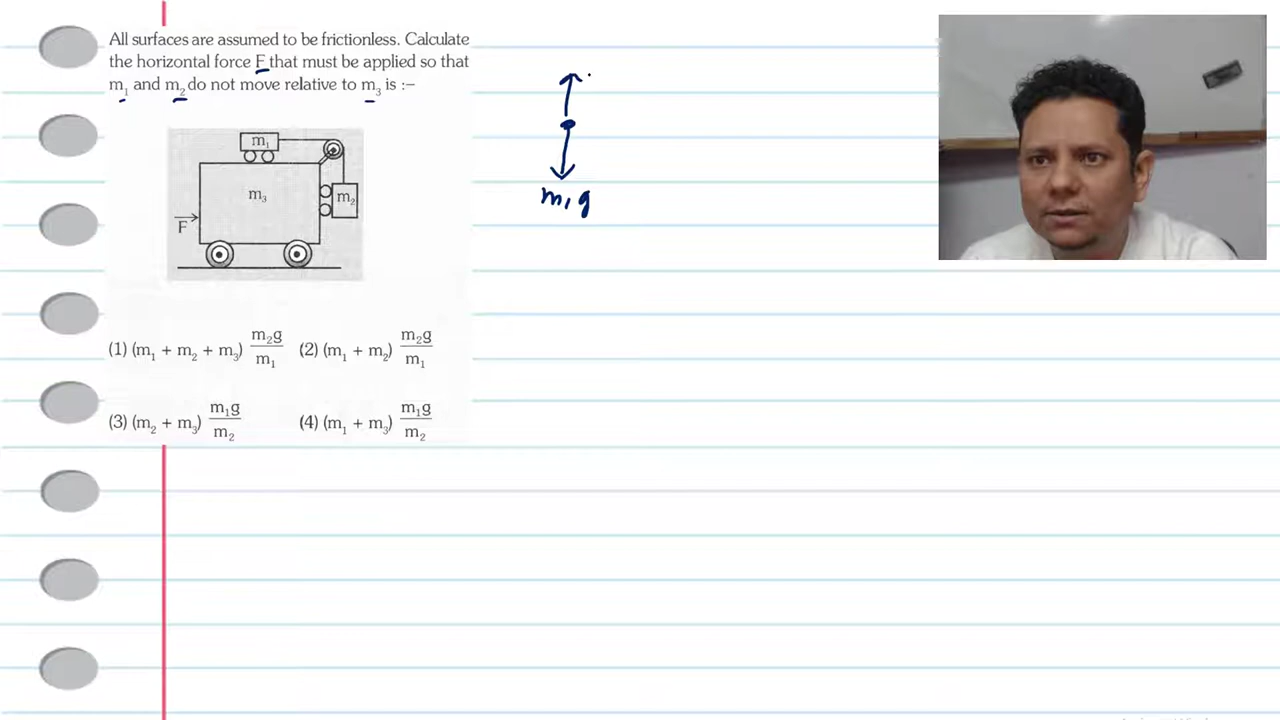 All surfaces are assumed to be frictionless. Calculate
the horizontal force F that must be applied so that
m₁ and m₂ do not move relative to m₃ is :–
m₁
m₃
m₂
F
m₁g
(1) (m₁ + m₂ + m₃) m₂g/m₁ (2) (m₁ + m₂) m₂g/m₁
(3) (m₂ + m₃) m₁g/m₂ (4) (m₁ + m₃) m₁g/m₂